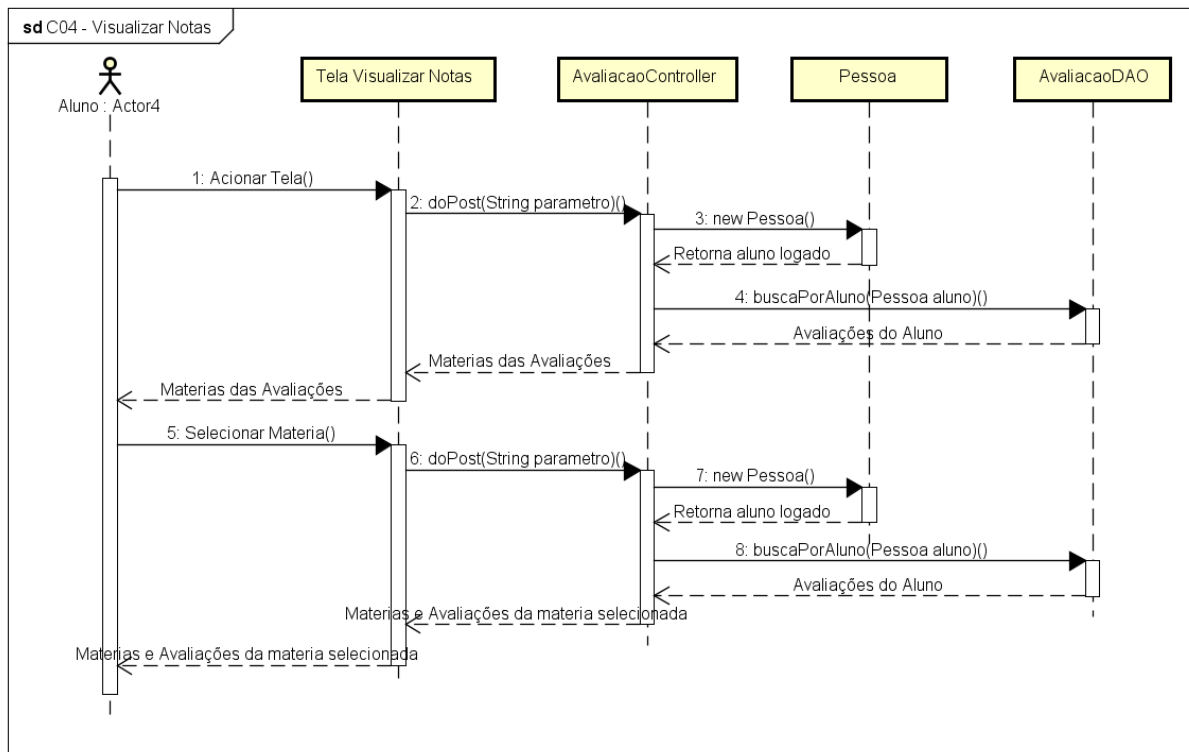 sd C04 - Visualizar Notas
Aluno : Actor4
Tela Visualizar Notas
AvaliacaoController
Pessoa
AvaliacaoDAO
1: Acionar Tela()
2: doPost(String parametro)()
3: new Pessoa()
Retorna aluno logado
4: buscaPorAluno(Pessoa aluno)()
Avaliações do Aluno
Materias das Avaliações
Materias das Avaliações
5: Selecionar Materia()
6: doPost(String parametro)()
7: new Pessoa()
Retorna aluno logado
8: buscaPorAluno(Pessoa aluno)()
Avaliações do Aluno
Materias e Avaliações da materia selecionada
Materias e Avaliações da materia selecionada